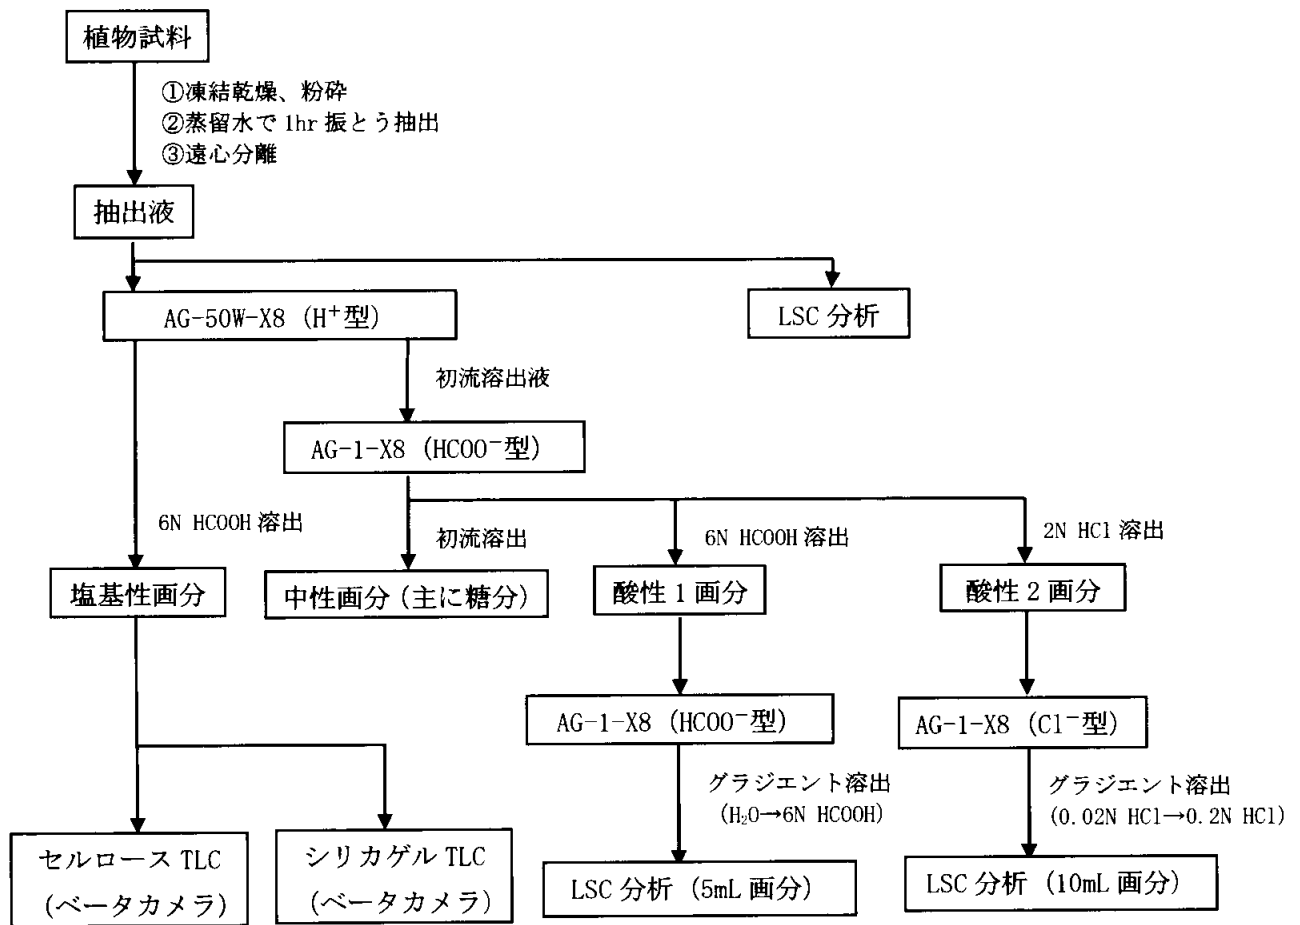 植物試料
①凍結乾燥、粉砕
②蒸留水で 1hr 振とう抽出
③遠心分離
抽出液
AG-50W-X8 (H⁺型)
LSC 分析
初流溶出液
AG-1-X8 (HCOO⁻型)
6N HCOOH 溶出
初流溶出
6N HCOOH 溶出
2N HCl 溶出
塩基性画分
中性画分 (主に糖分)
酸性 1 画分
酸性 2 画分
AG-1-X8 (HCOO⁻型)
AG-1-X8 (Cl⁻型)
グラジエント溶出
(H₂O→6N HCOOH)
グラジエント溶出
(0.02N HCl→0.2N HCl)
セルロース TLC
(ベータカメラ)
シリカゲル TLC
(ベータカメラ)
LSC 分析 (5mL 画分)
LSC 分析 (10mL 画分)